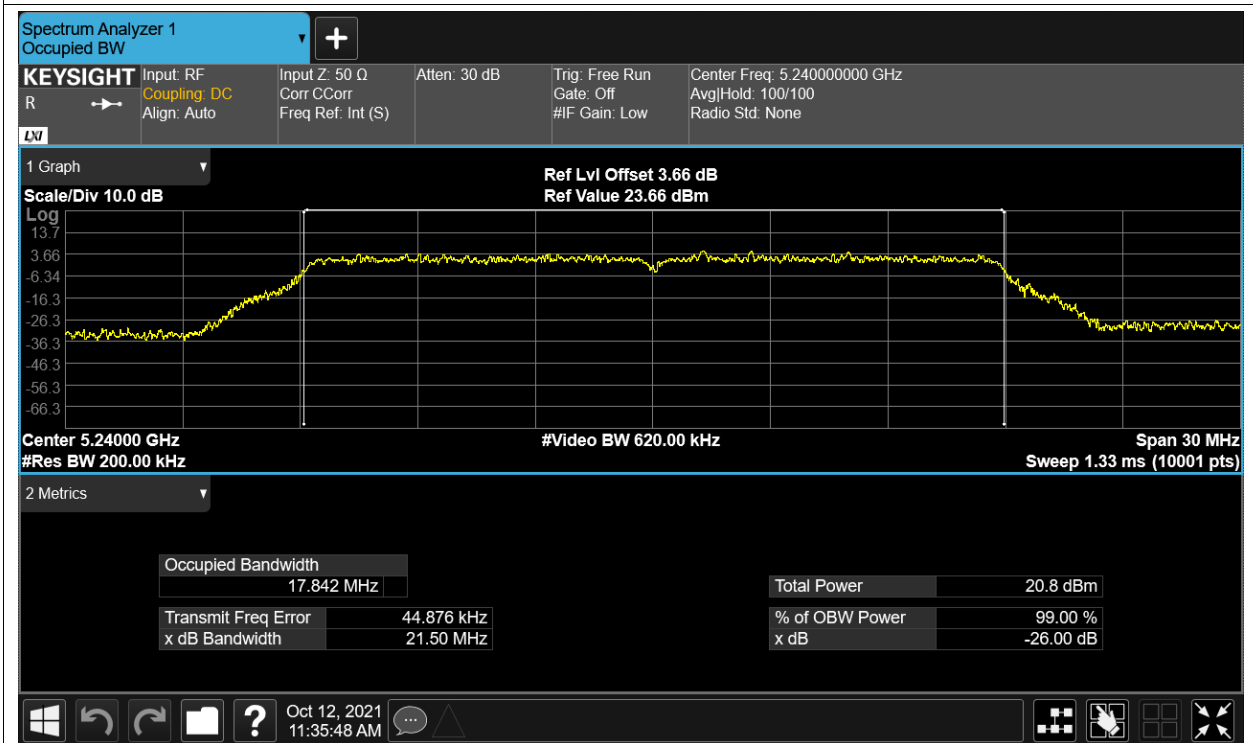 Spectrum Analyzer 1
Occupied BW
KEYSIGHT
R
LXI
Input: RF
Coupling: DC
Align: Auto
Input Z: 50 Ω
Corr CCorr
Freq Ref: Int (S)
Atten: 30 dB
Trig: Free Run
Gate: Off
#IF Gain: Low
Center Freq: 5.240000000 GHz
Avg|Hold: 100/100
Radio Std: None
1 Graph
Scale/Div 10.0 dB
Ref Lvl Offset 3.66 dB
Ref Value 23.66 dBm
Log
13.7
3.66
-6.34
-16.3
-26.3
-36.3
-46.3
-56.3
-66.3
Center 5.24000 GHz
#Video BW 620.00 kHz
Span 30 MHz
#Res BW 200.00 kHz
Sweep 1.33 ms (10001 pts)
2 Metrics
Occupied Bandwidth
17.842 MHz
Total Power 20.8 dBm
Transmit Freq Error 44.876 kHz
% of OBW Power 99.00 %
x dB Bandwidth 21.50 MHz
x dB -26.00 dB
?
Oct 12, 2021
11:35:48 AM